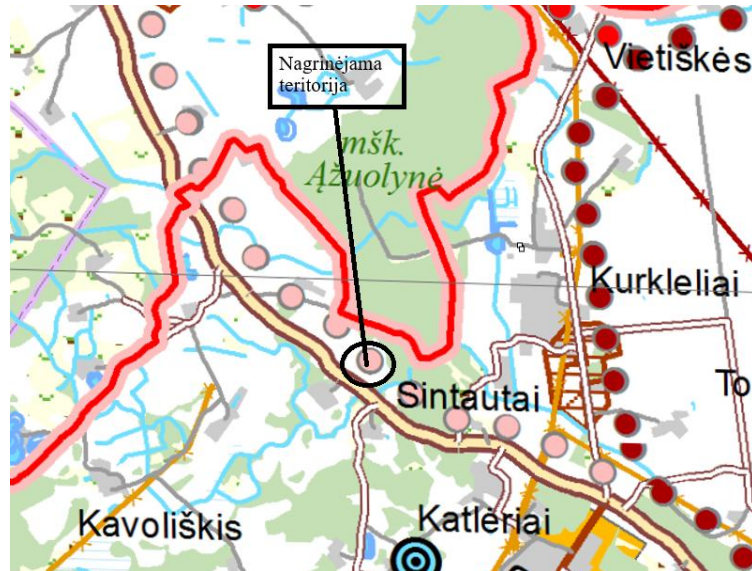 Vietiškės
Nagrinėjama
teritorija
mšk.
Ąžuolynė
Kurkleliai
To
Sintautai
Kavoliškis
Katlėriai